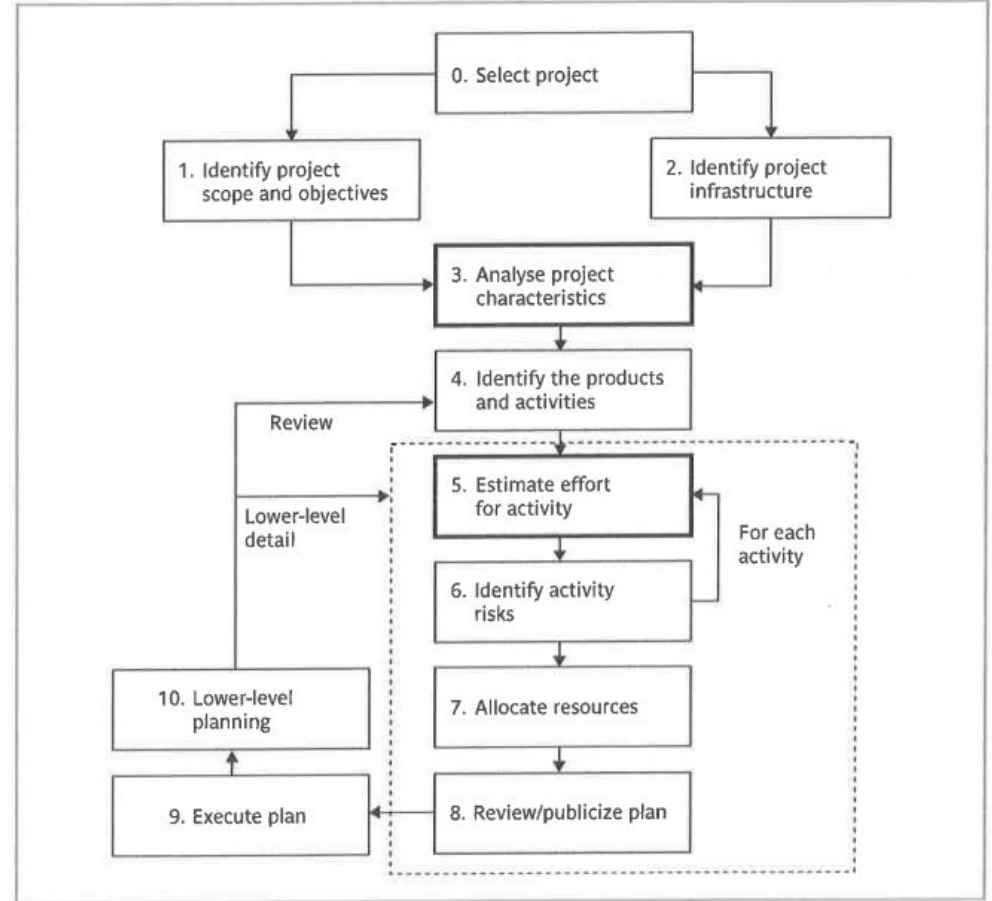 0. Select project
1. Identify project
scope and objectives
2. Identify project
infrastructure
3. Analyse project
characteristics
4. Identify the products
and activities
Review
5. Estimate effort
for activity
Lower-level
detail
For each
activity
6. Identify activity
risks
10. Lower-level
planning
7. Allocate resources
9. Execute plan
8. Review/publicize plan